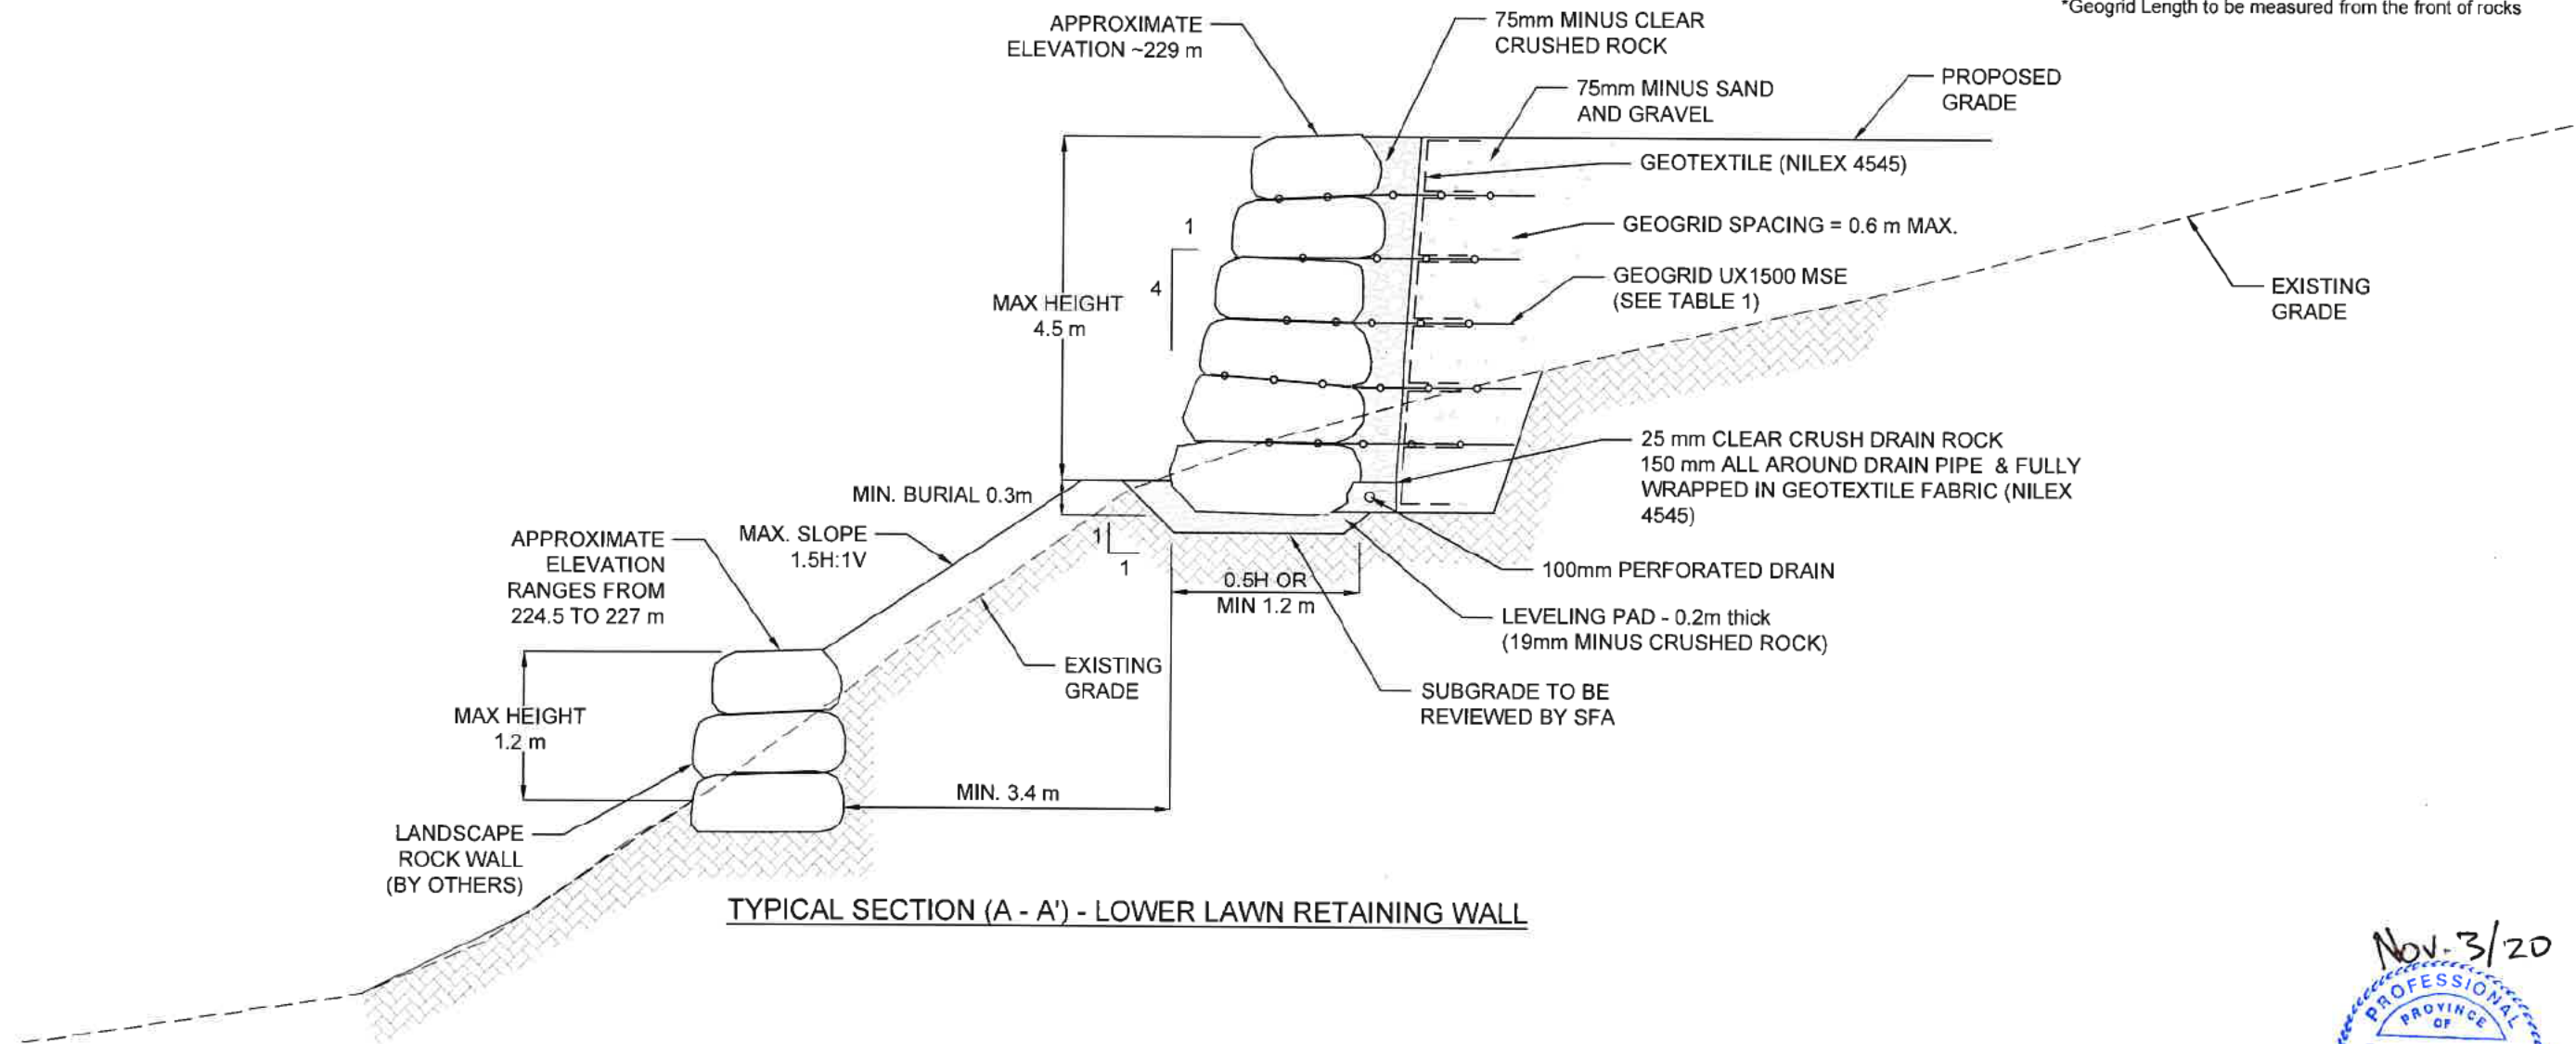 *Geogrid Length to be measured from the front of rocks
APPROXIMATE
ELEVATION ~229 m
75mm MINUS CLEAR
CRUSHED ROCK
75mm MINUS SAND
AND GRAVEL
PROPOSED
GRADE
GEOTEXTILE (NILEX 4545)
1
4
GEOGRID SPACING = 0.6 m MAX.
GEOGRID UX1500 MSE
(SEE TABLE 1)
EXISTING
GRADE
MAX HEIGHT
4.5 m
25 mm CLEAR CRUSH DRAIN ROCK
150 mm ALL AROUND DRAIN PIPE & FULLY
WRAPPED IN GEOTEXTILE FABRIC (NILEX
4545)
MIN. BURIAL 0.3m
MAX. SLOPE
1.5H:1V
1
1
APPROXIMATE
ELEVATION
RANGES FROM
224.5 TO 227 m
0.5H OR
MIN 1.2 m
100mm PERFORATED DRAIN
LEVELING PAD - 0.2m thick
(19mm MINUS CRUSHED ROCK)
EXISTING
GRADE
SUBGRADE TO BE
REVIEWED BY SFA
MAX HEIGHT
1.2 m
MIN. 3.4 m
LANDSCAPE
ROCK WALL
(BY OTHERS)
TYPICAL SECTION (A - A') - LOWER LAWN RETAINING WALL
Nov. 3/20
PROFESSIONAL
PROVINCE
OF